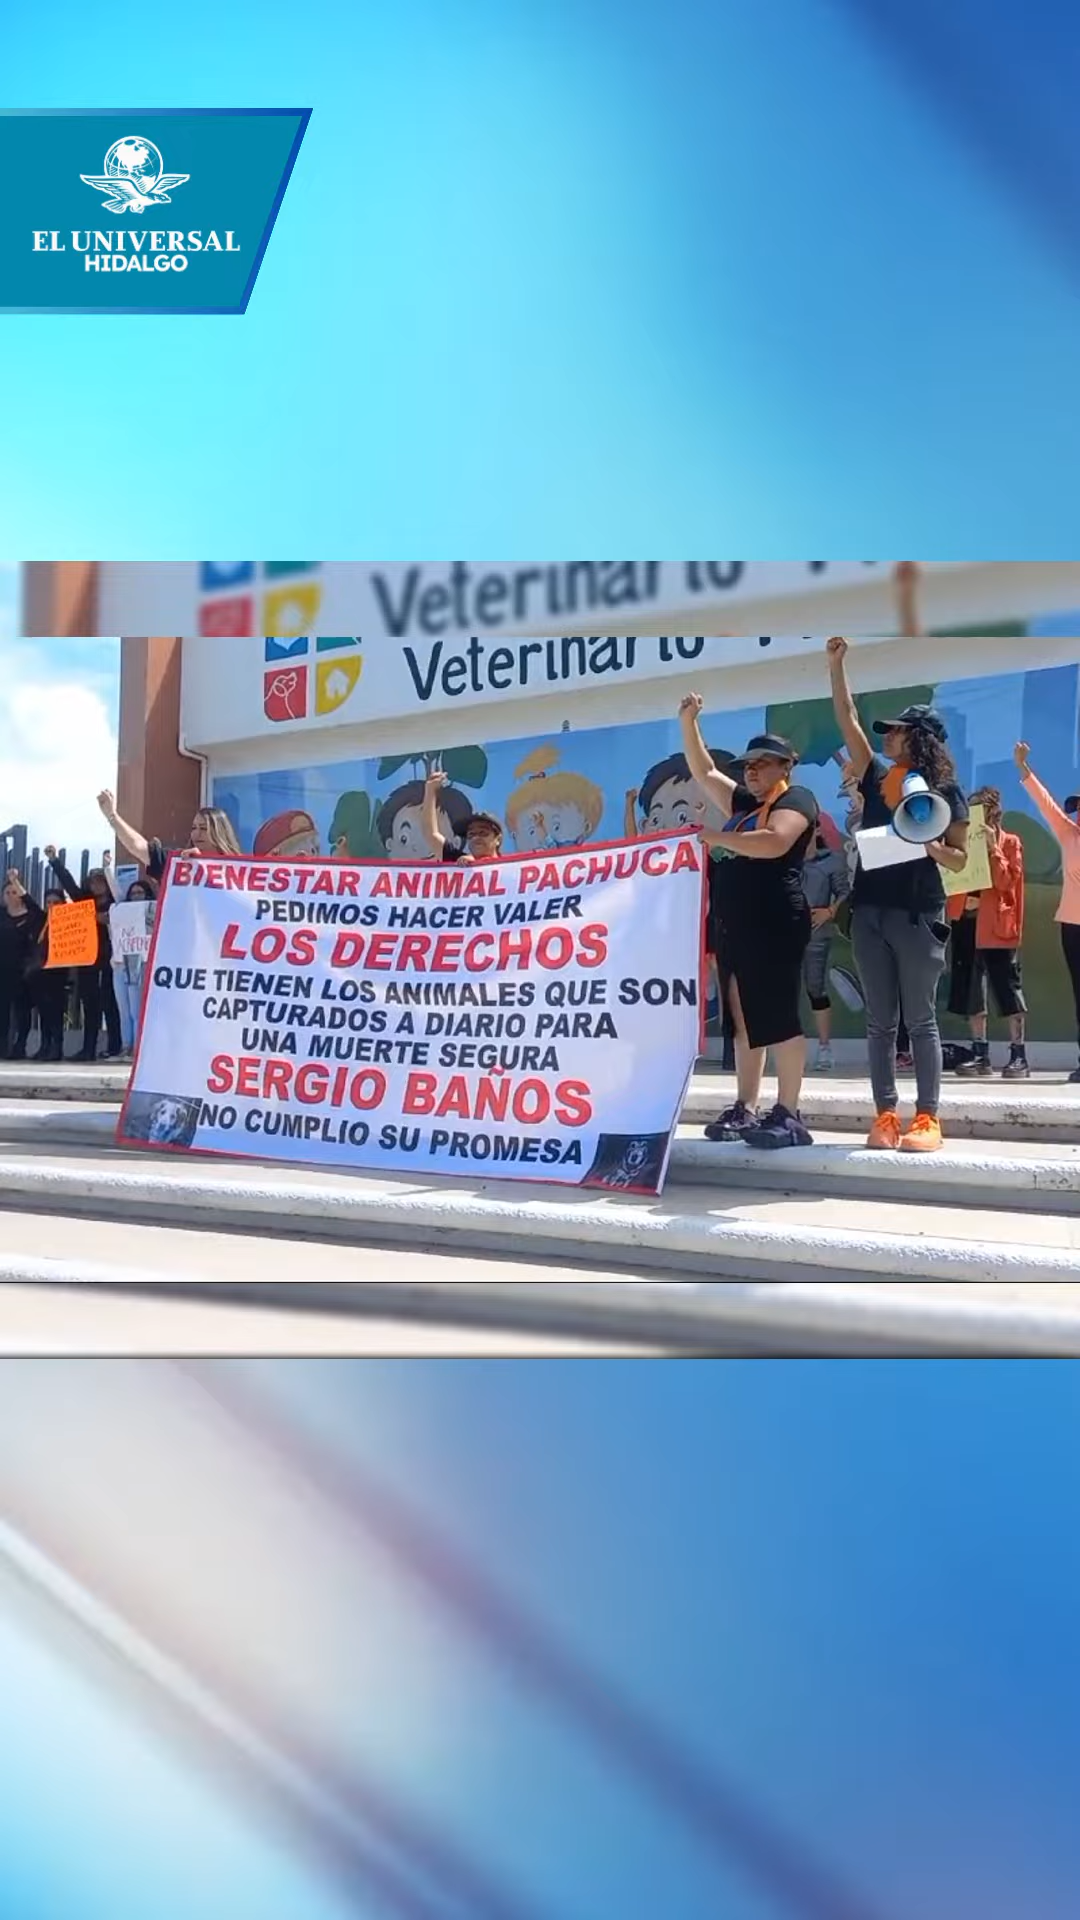 EL UNIVERSAL
HIDALGO
Veterinario
Veterinario
BIENESTAR ANIMAL PACHUCA
PEDIMOS HACER VALER
LOS DERECHOS
QUE TIENEN LOS ANIMALES QUE SON
CAPTURADOS A DIARIO PARA
UNA MUERTE SEGURA
SERGIO BAÑOS
NO CUMPLIO SU PROMESA